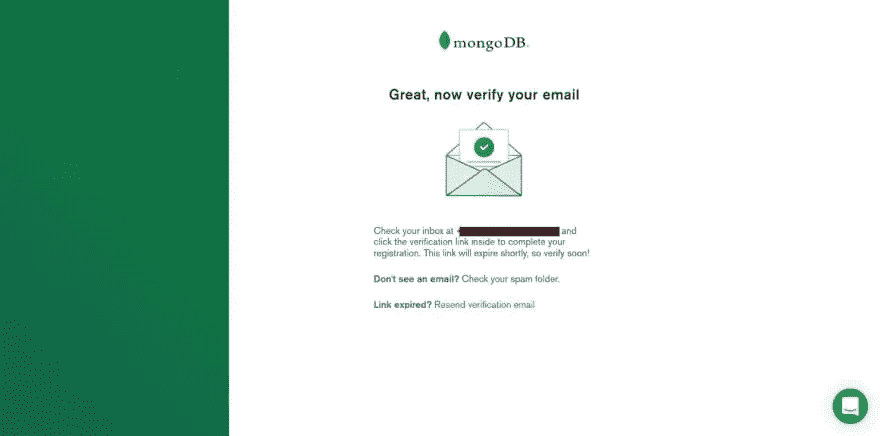 mongoDB.
Great, now verify your email
Check your inbox at and
click the verification link inside to complete your
registration. This link will expire shortly, so verify soon!
Don't see an email? Check your spam folder.
Link expired? Resend verification email